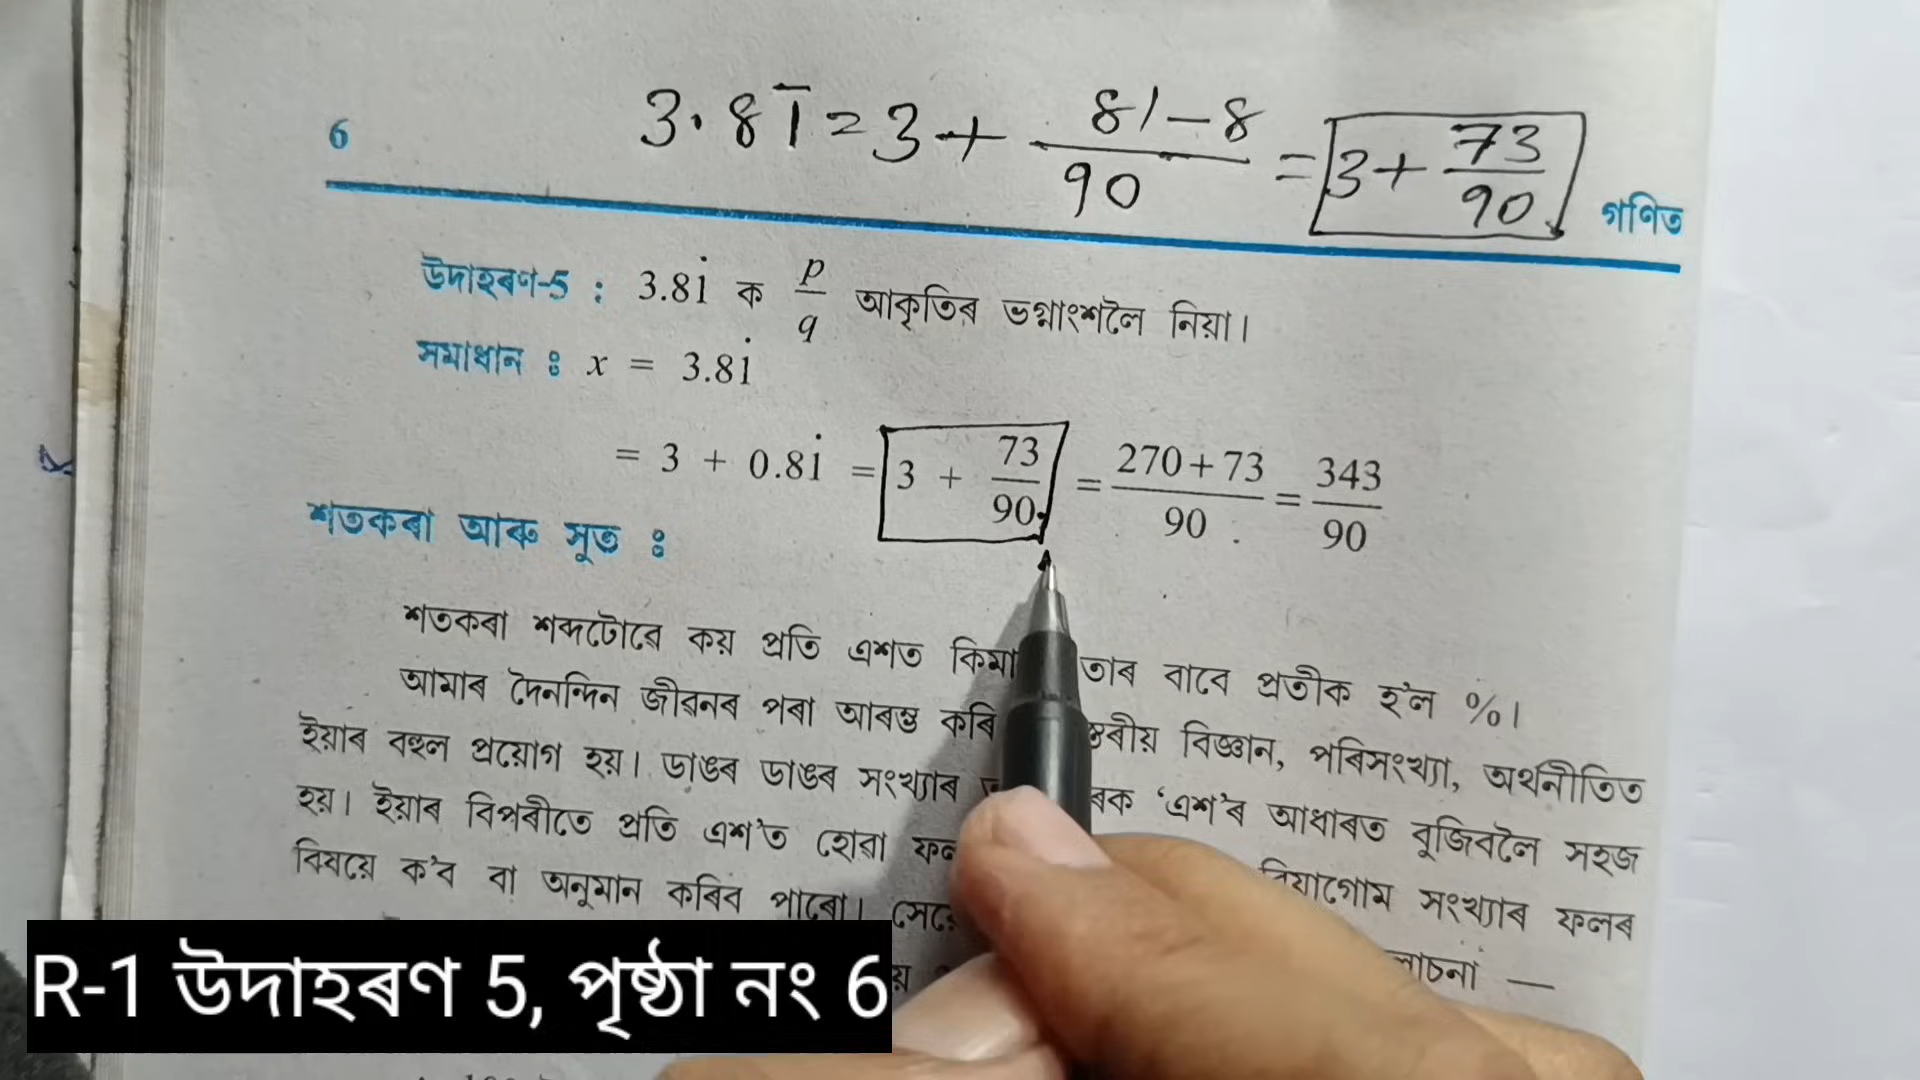 3.81̄ = 3 + 81-8/90 = 3 + 73/90
6
গণিত
উদাহৰণ-5 : 3.81̇ ক p/q আকৃতিৰ ভগ্নাংশলৈ নিয়া।
সমাধান : x = 3.81̇
= 3 + 0.81̇ = 3 + 73/90 = 270+73/90 = 343/90
শতকৰা আৰু সুত :
শতকৰা শব্দটোৱে কয় প্ৰতি এশত তাৰ বাবে প্ৰতীক হ'ল %।
আমাৰ দৈনন্দিন জীৱনৰ পৰা আৰম্ভ কৰি বিজ্ঞান, পৰিসংখ্যা, অৰ্থনীতিত
ইয়াৰ বহুল প্ৰয়োগ হয়। ডাঙৰ ডাঙৰ সংখ্যাৰ 'এশ'ৰ আধাৰত বুজিবলৈ সহজ
হয়। ইয়াৰ বিপৰীতে প্ৰতি এশ'ত হোৱা বিয়াগোম সংখ্যাৰ ফলৰ
বিষয়ে ক'ব বা অনুমান কৰিব পাৰো।
—
R-1 উদাহৰণ 5, পৃষ্ঠা নং 6